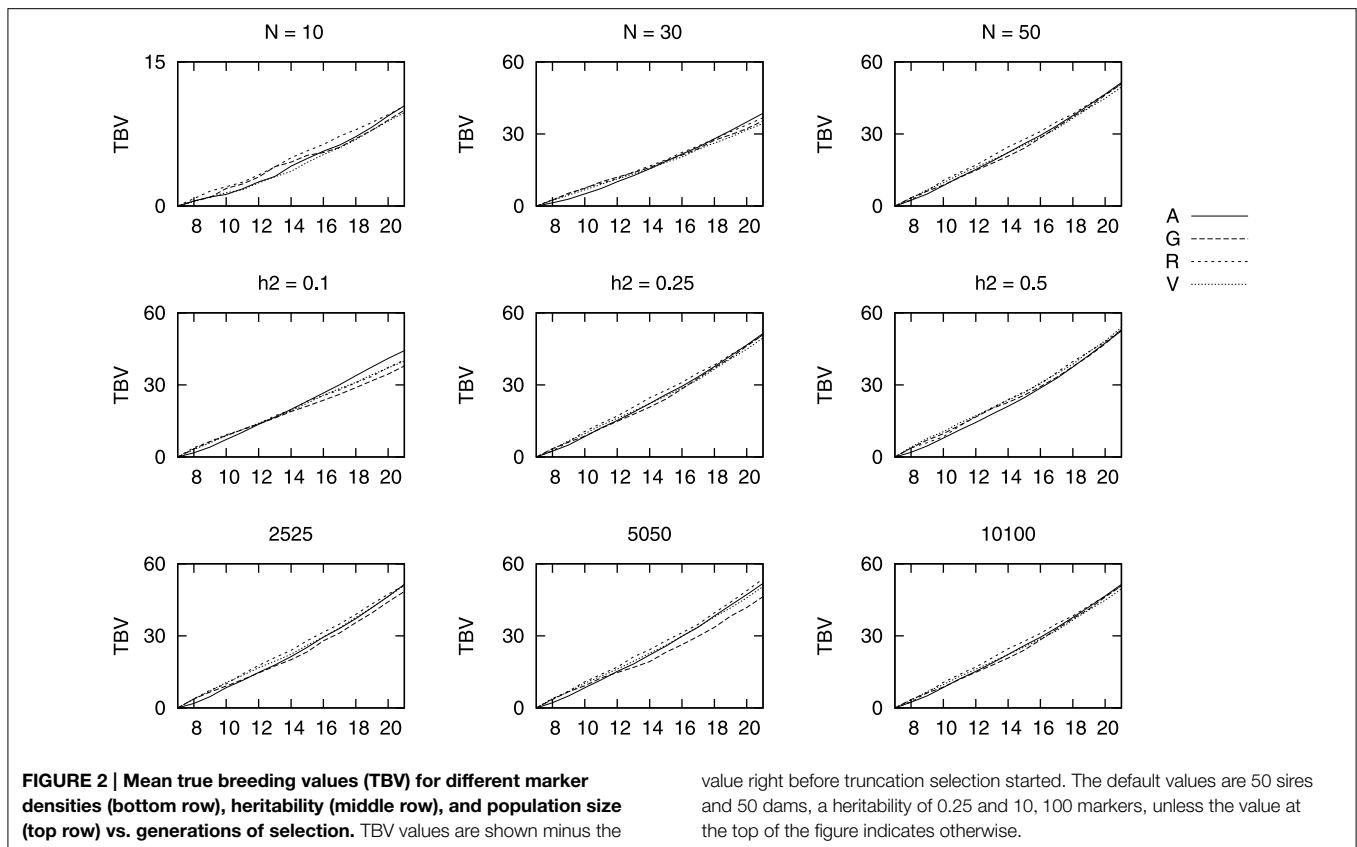 N = 10
N = 30
N = 50
15
60
60
TBV
TBV
30
TBV
30
0
0
0
8 10 12 14 16 18 20
8 10 12 14 16 18 20
8 10 12 14 16 18 20
A
G
R
V
h2 = 0.1
h2 = 0.25
h2 = 0.5
60
60
60
TBV
30
TBV
30
TBV
30
0
0
0
8 10 12 14 16 18 20
8 10 12 14 16 18 20
8 10 12 14 16 18 20
2525
5050
10100
60
60
60
TBV
30
TBV
30
TBV
30
0
0
0
8 10 12 14 16 18 20
8 10 12 14 16 18 20
8 10 12 14 16 18 20
FIGURE 2 | Mean true breeding values (TBV) for different marker
densities (bottom row), heritability (middle row), and population size
(top row) vs. generations of selection. TBV values are shown minus the
value right before truncation selection started. The default values are 50 sires
and 50 dams, a heritability of 0.25 and 10, 100 markers, unless the value at
the top of the figure indicates otherwise.